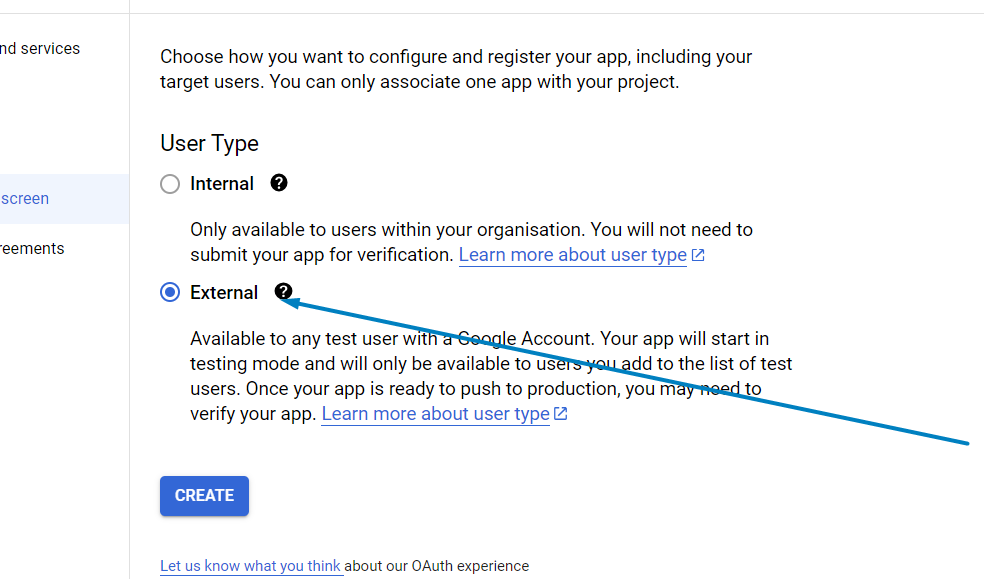 nd services
screen
reements
Choose how you want to configure and register your app, including your
target users. You can only associate one app with your project.
User Type
Internal
Only available to users within your organisation. You will not need to
submit your app for verification. Learn more about user type
External
Available to any test user with a Google Account. Your app will start in
testing mode and will only be available to users you add to the list of test
users. Once your app is ready to push to production, you may need to
verify your app. Learn more about user type
CREATE
Let us know what you think about our OAuth experience